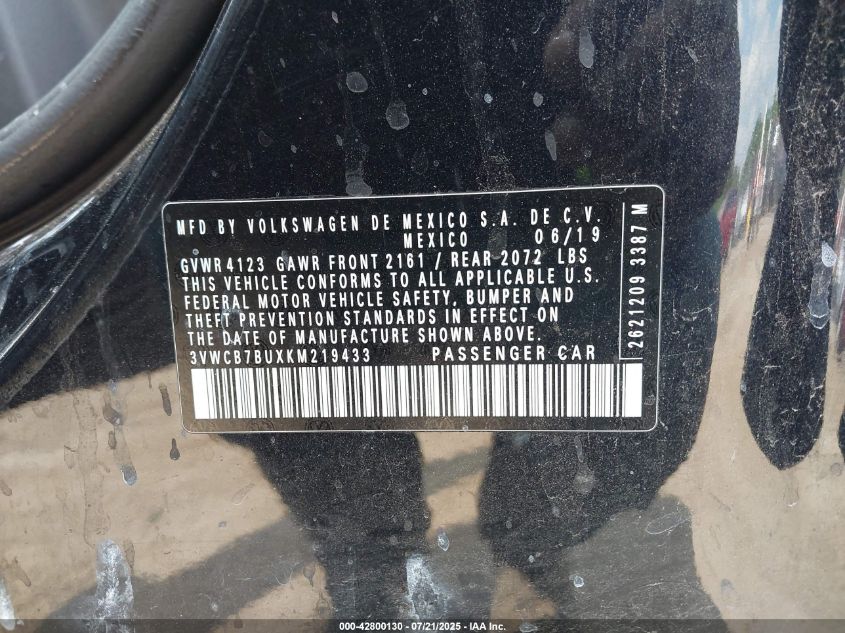 MFD BY VOLKSWAGEN DE MEXICO S.A. DE C.V.
MEXICO 06/19
GVWR 4123 GAWR FRONT 2161 / REAR 2072 LBS
THIS VEHICLE CONFORMS TO ALL APPLICABLE U.S.
FEDERAL MOTOR VEHICLE SAFETY, BUMPER AND
THEFT PREVENTION STANDARDS IN EFFECT ON
THE DATE OF MANUFACTURE SHOWN ABOVE.
3VWCB7BUXKM219433 PASSENGER CAR
2621209 3387 M
000-42800130 - 07/21/2025 - IAA Inc.